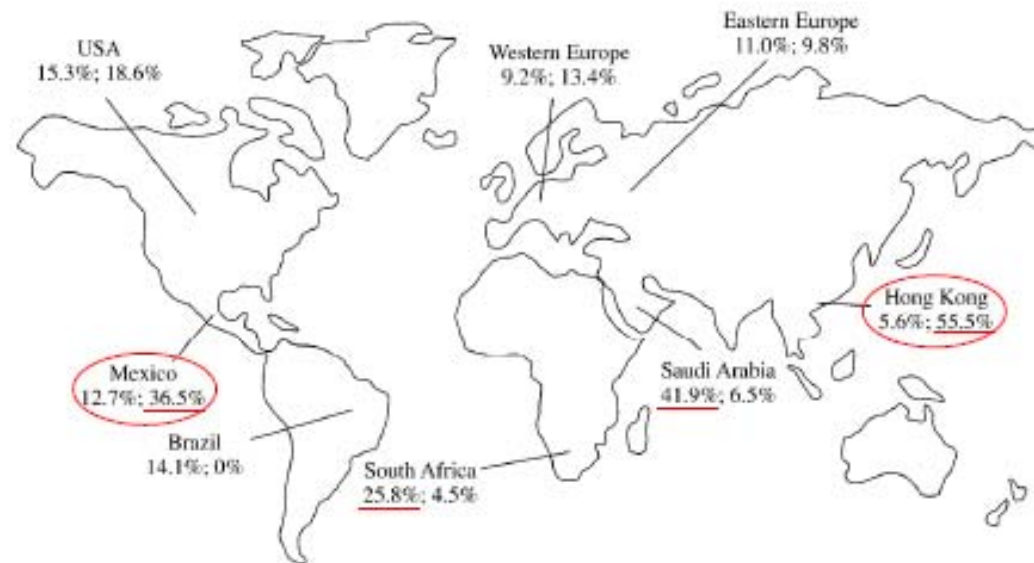 USA
15.3%; 18.6%
Western Europe
9.2%; 13.4%
Eastern Europe
11.0%; 9.8%
Hong Kong
5.6%; 55.5%
Mexico
12.7%; 36.5%
Saudi Arabia
41.9%; 6.5%
Brazil
14.1%; 0%
South Africa
25.8%; 4.5%